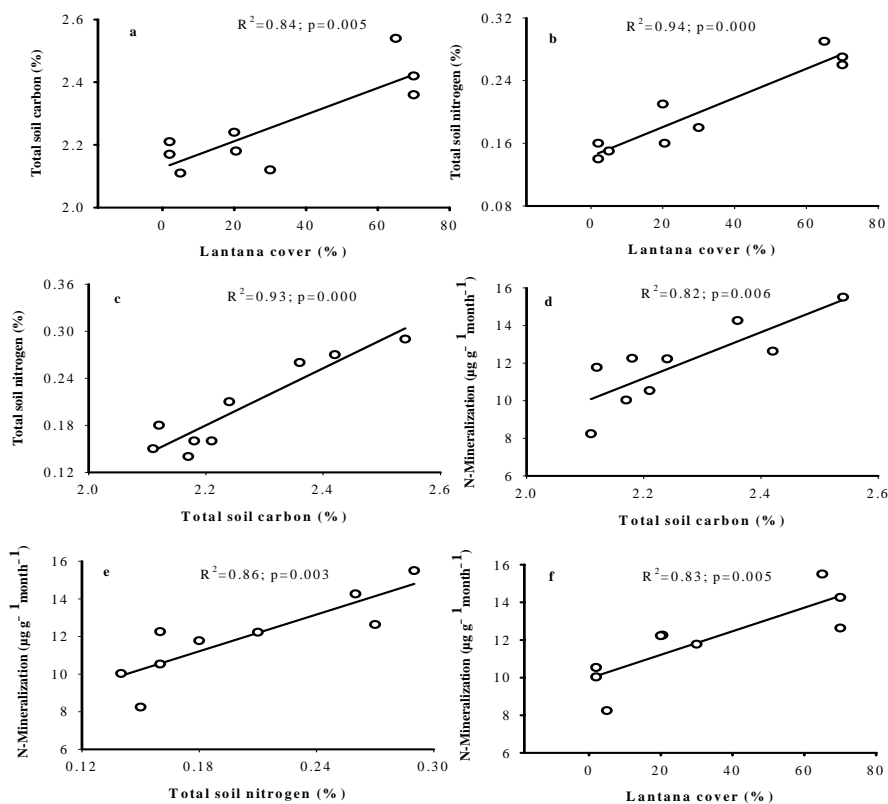 a
R²=0.84; p=0.005
Total soil carbon (%)
2.6
2.4
2.2
2.0
0 20 40 60 80
Lantana cover (%)
b
R²=0.94; p=0.000
Total soil nitrogen (%)
0.32
0.24
0.16
0.08
0 20 40 60 80
Lantana cover (%)
c
R²=0.93; p=0.000
Total soil nitrogen (%)
0.36
0.30
0.24
0.18
0.12
2.0 2.2 2.4 2.6
Total soil carbon (%)
d
R²=0.82; p=0.006
N-Mineralization (µg g⁻¹month⁻¹)
16
14
12
10
8
6
2.0 2.2 2.4 2.6
Total soil carbon (%)
e
R²=0.86; p=0.003
N-Mineralization (µg g⁻¹month⁻¹)
16
14
12
10
8
6
0.12 0.18 0.24 0.30
Total soil nitrogen (%)
f
R²=0.83; p=0.005
N-Mineralization (µg g⁻¹month⁻¹)
16
14
12
10
8
6
0 20 40 60 80
Lantana cover (%)